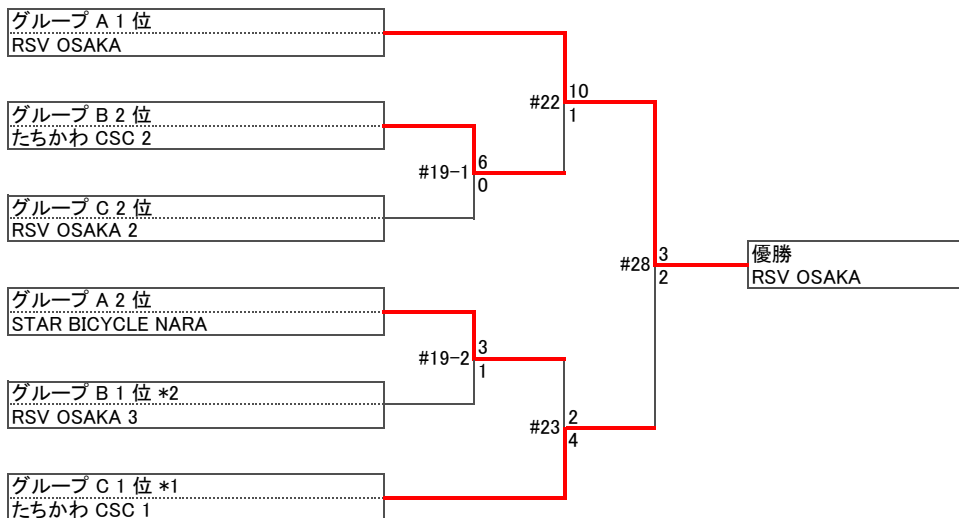 グループ A 1 位
RSV OSAKA
#22
10
1
グループ B 2 位
たちかわ CSC 2
#19-1
6
0
グループ C 2 位
RSV OSAKA 2
#28
3
2
優勝
RSV OSAKA
グループ A 2 位
STAR BICYCLE NARA
#19-2
3
1
グループ B 1 位 *2
RSV OSAKA 3
#23
2
4
グループ C 1 位 *1
たちかわ CSC 1